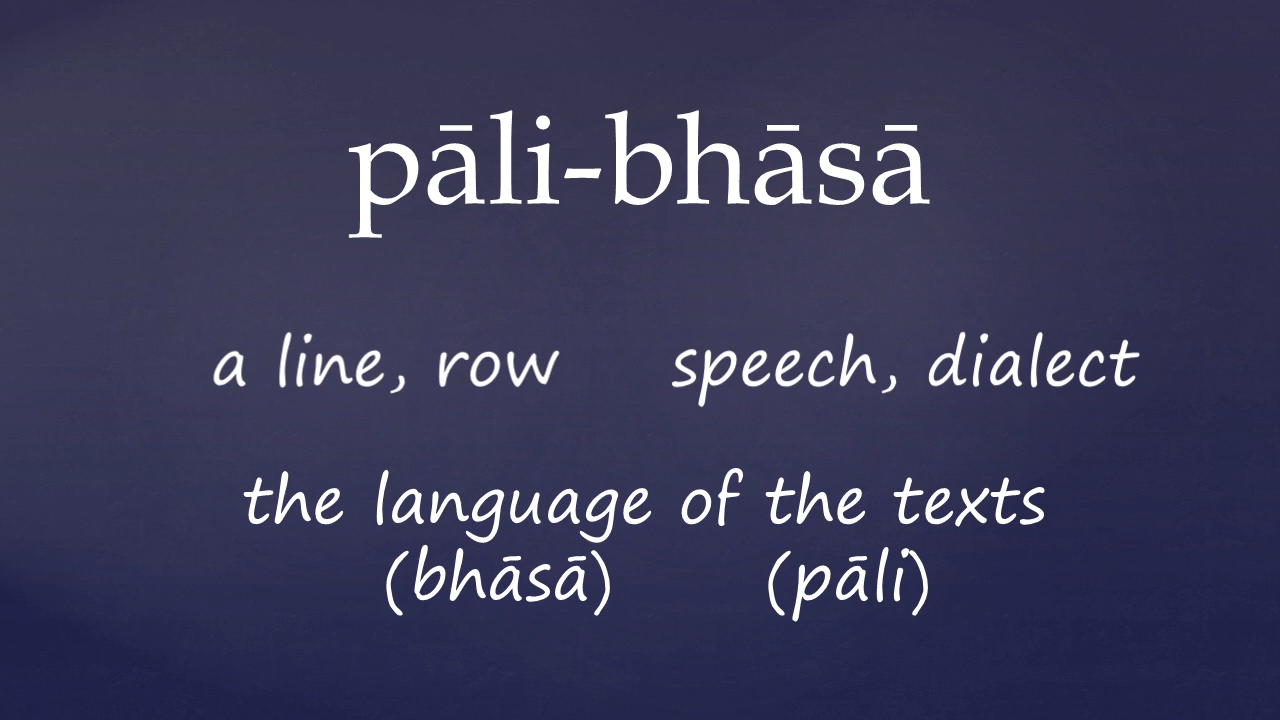 pāli-bhāsā
a line, row speech, dialect
the language of the texts
(bhāsā) (pāli)